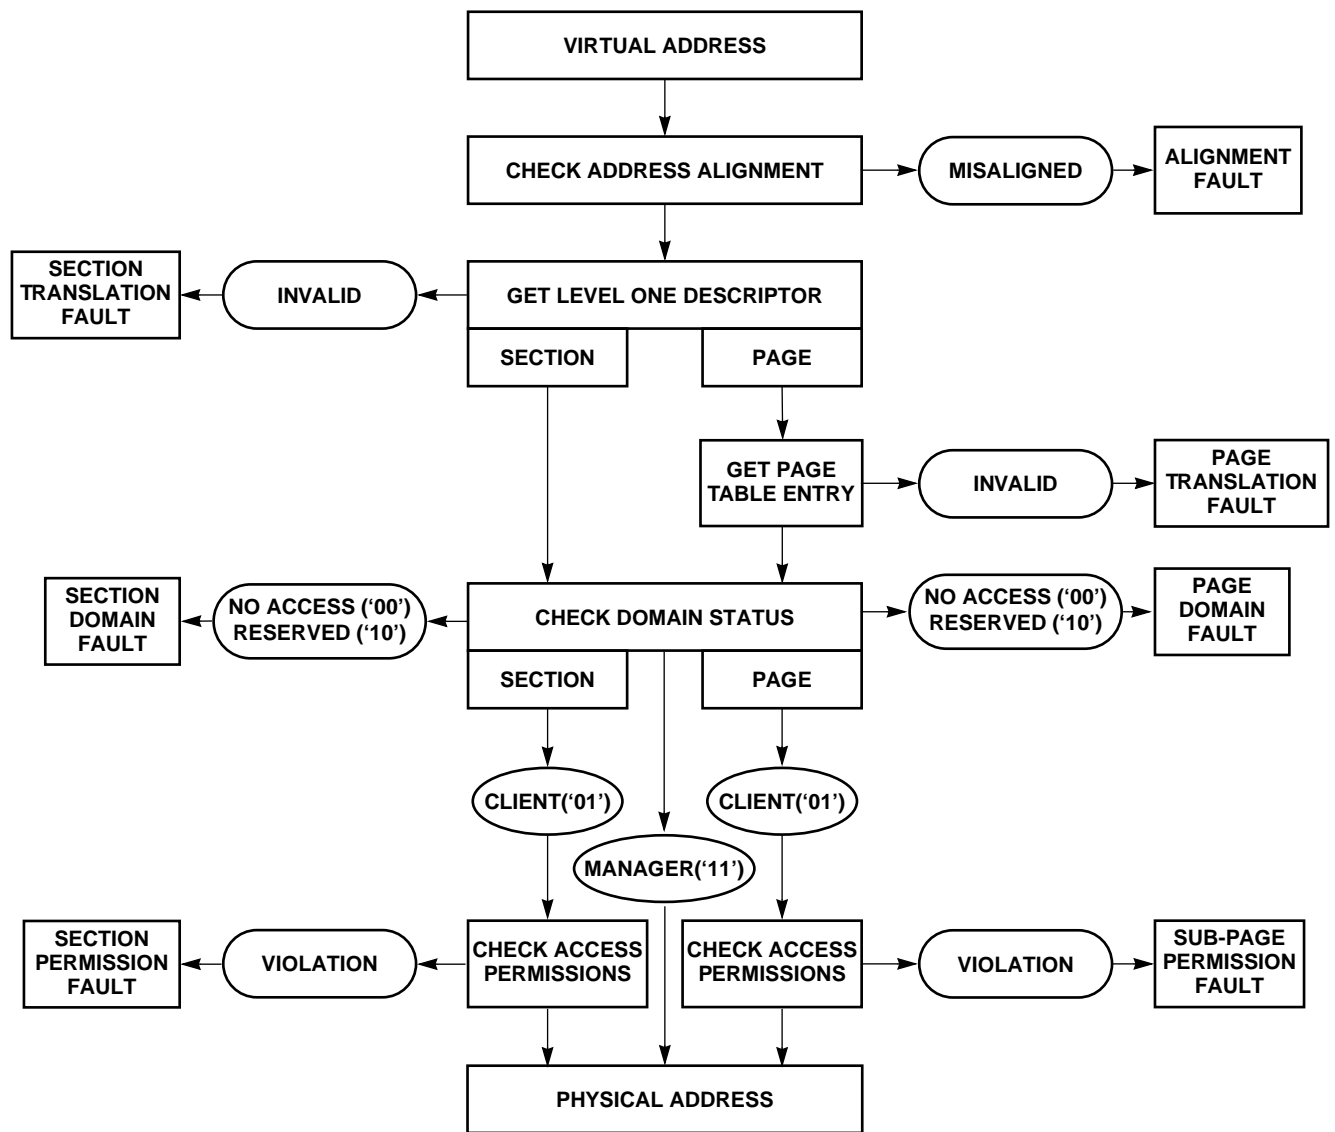 VIRTUAL ADDRESS
CHECK ADDRESS ALIGNMENT
MISALIGNED
ALIGNMENT
FAULT
SECTION
TRANSLATION
FAULT
INVALID
GET LEVEL ONE DESCRIPTOR
SECTION
PAGE
GET PAGE
TABLE ENTRY
INVALID
PAGE
TRANSLATION
FAULT
SECTION
DOMAIN
FAULT
NO ACCESS (‘00’)
RESERVED (‘10’)
CHECK DOMAIN STATUS
NO ACCESS (‘00’)
RESERVED (‘10’)
PAGE
DOMAIN
FAULT
SECTION
PAGE
CLIENT(‘01’)
CLIENT(‘01’)
MANAGER(‘11’)
SECTION
PERMISSION
FAULT
VIOLATION
CHECK ACCESS
PERMISSIONS
CHECK ACCESS
PERMISSIONS
VIOLATION
SUB-PAGE
PERMISSION
FAULT
PHYSICAL ADDRESS